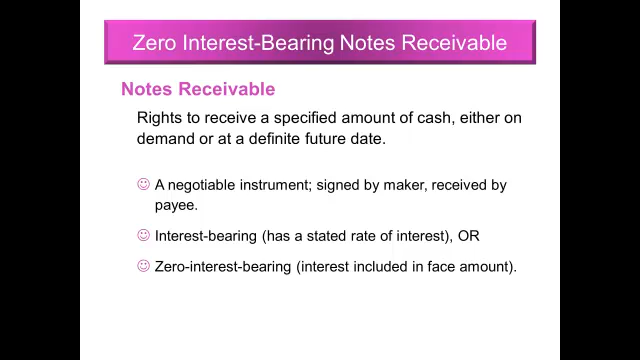 Zero Interest-Bearing Notes Receivable
Notes Receivable
Rights to receive a specified amount of cash, either on
demand or at a definite future date.
☺ A negotiable instrument; signed by maker, received by
payee.
☺ Interest-bearing (has a stated rate of interest), OR
☺ Zero-interest-bearing (interest included in face amount).